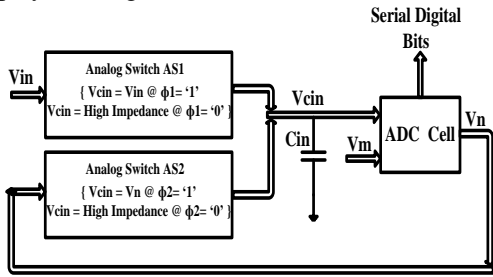 Serial Digital
Bits
Analog Switch AS1
{ Vcin = Vin @ ϕ1= ‘1’
Vcin = High Impedance @ ϕ1= ‘0’ }
Vin
Vcin
Cin
Vm
ADC Cell
Vn
Analog Switch AS2
{ Vcin = Vn @ ϕ2= ‘1’
Vcin = High Impedance @ ϕ2= ‘0’ }